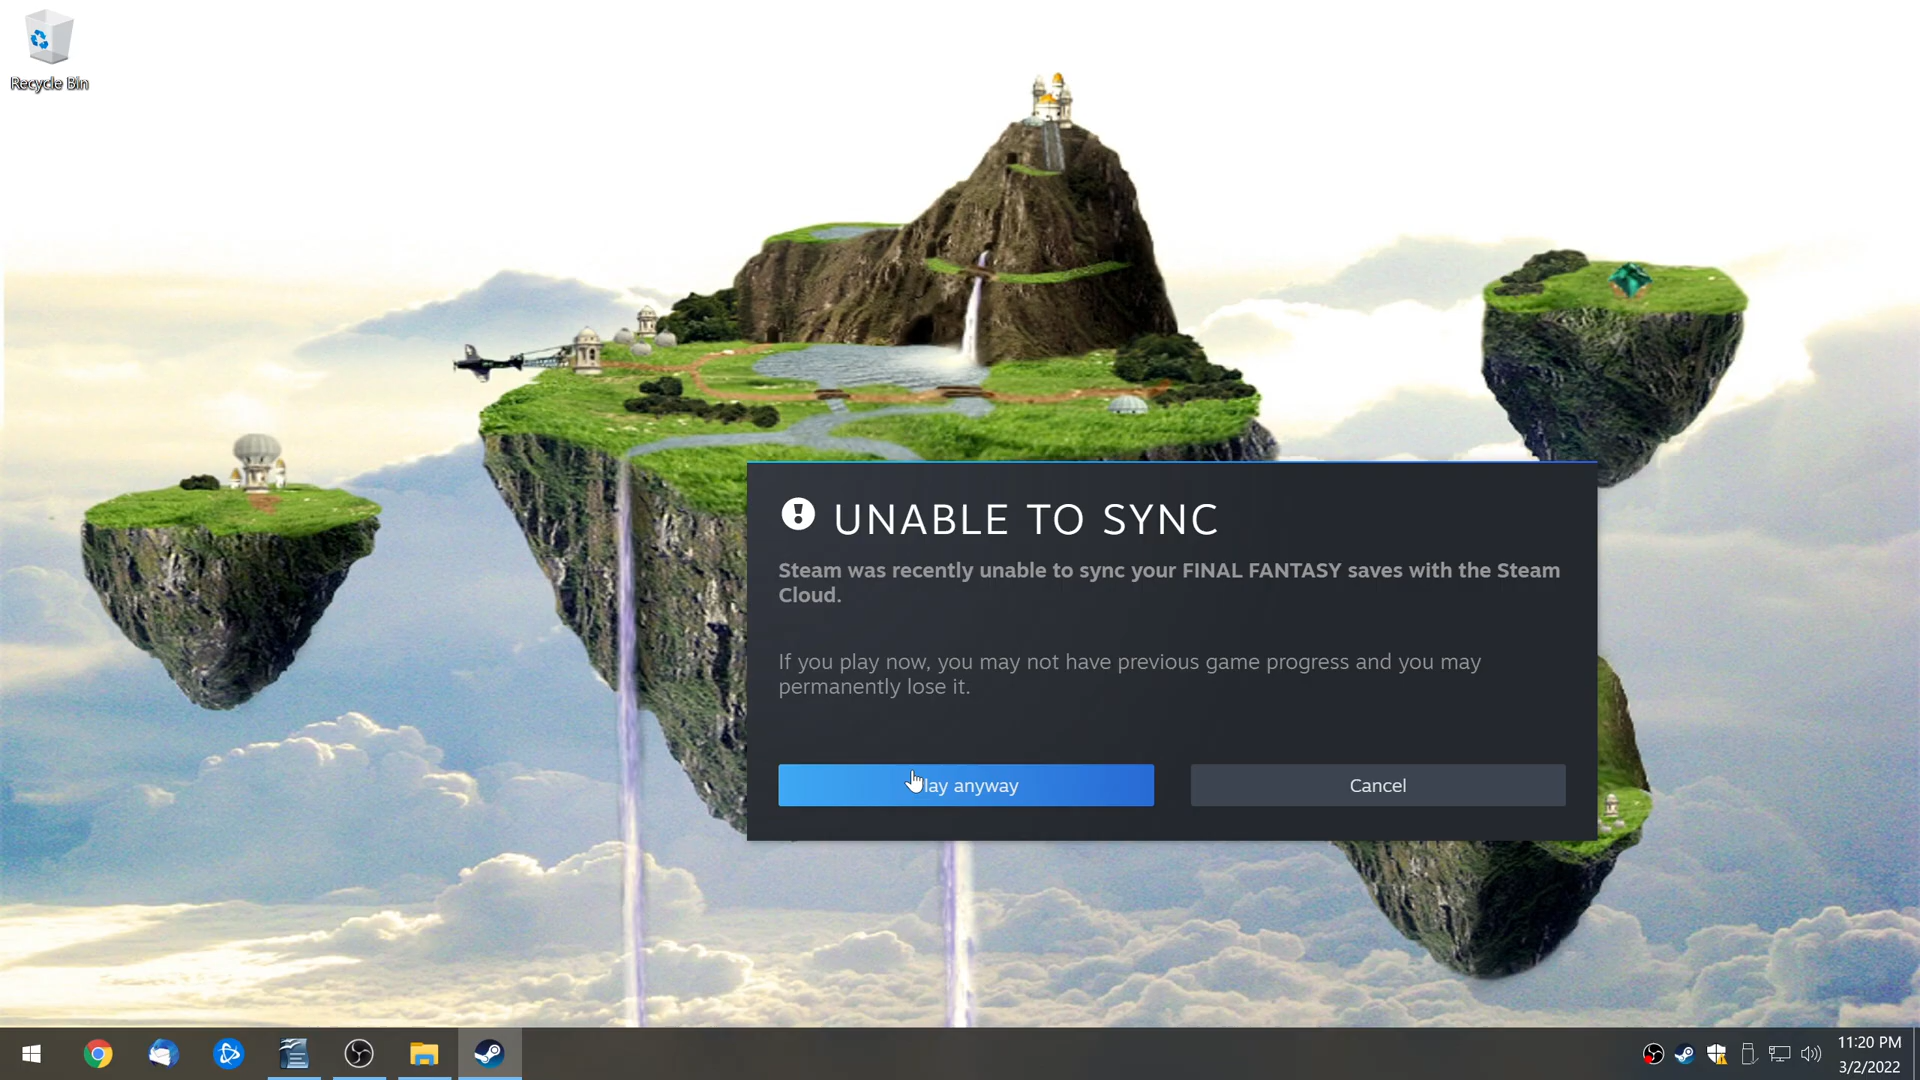 Recycle Bin
UNABLE TO SYNC
Steam was recently unable to sync your FINAL FANTASY saves with the Steam
Cloud.
If you play now, you may not have previous game progress and you may
permanently lose it.
lay anyway
Cancel
11:20 PM
3/2/2022